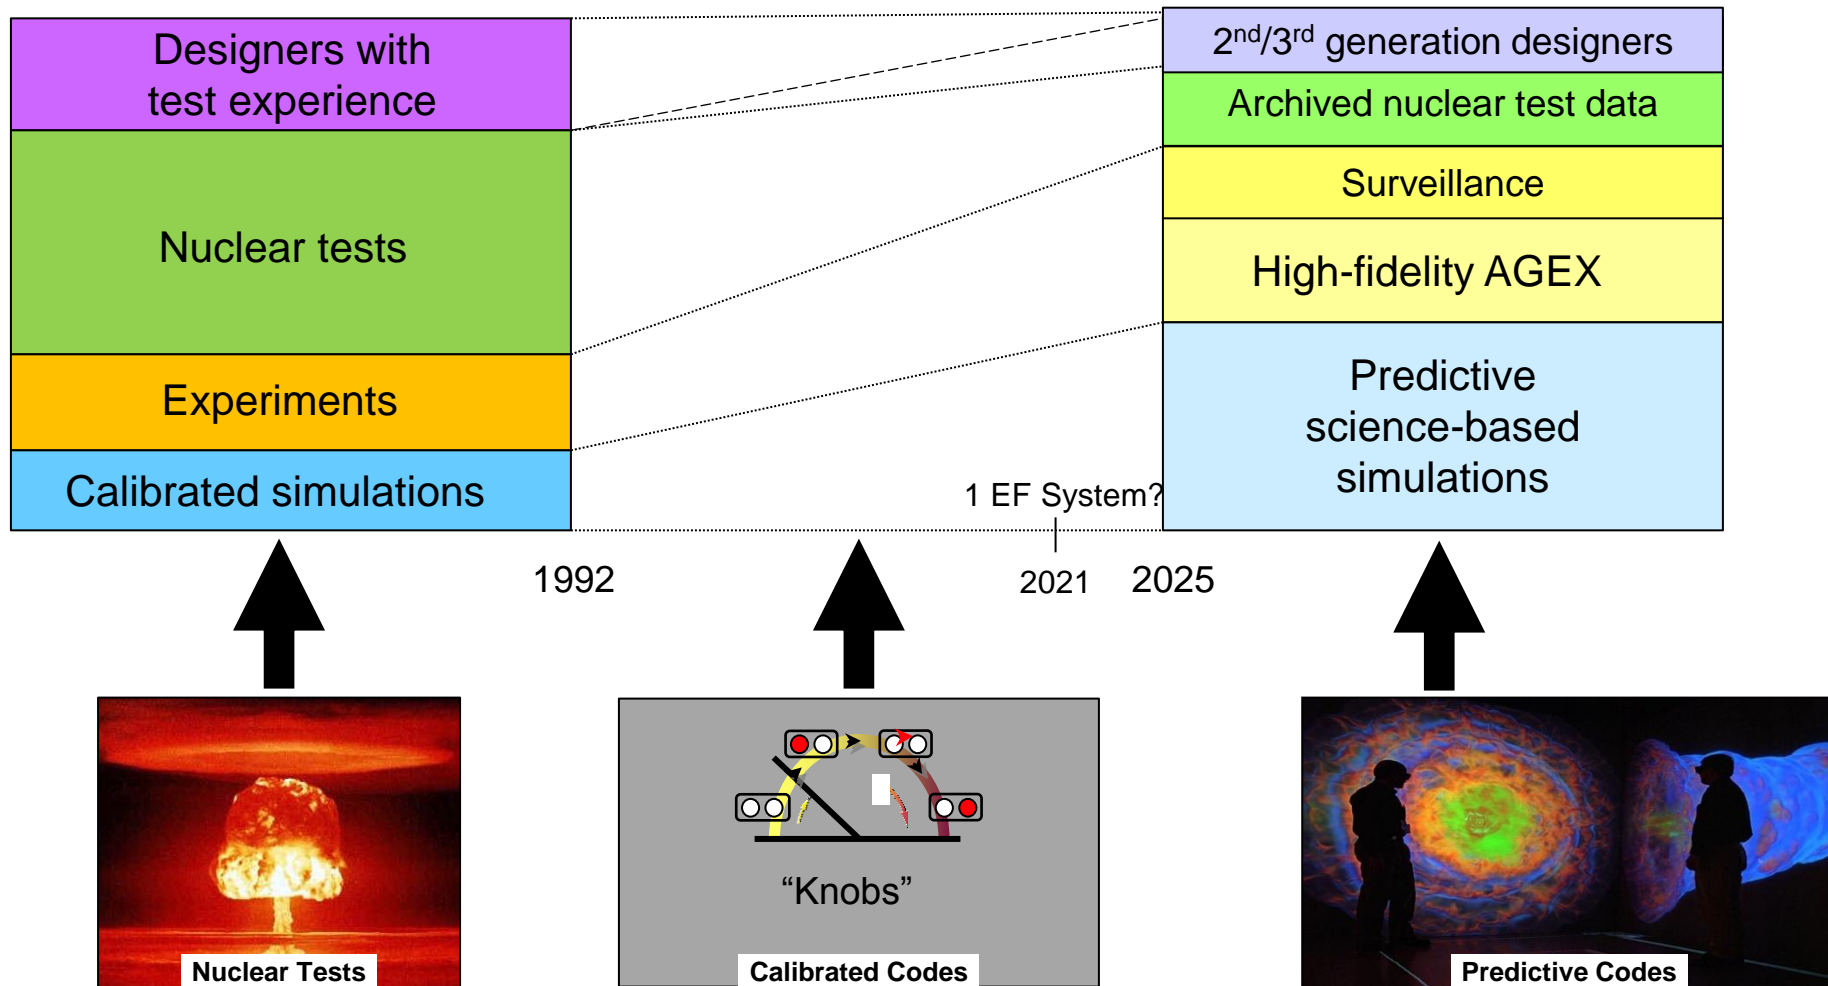 Designers with
test experience
Nuclear tests
Experiments
Calibrated simulations
2nd/3rd generation designers
Archived nuclear test data
Surveillance
High-fidelity AGEX
Predictive
science-based
simulations
1 EF System?
1992
2021
2025
“Knobs”
Nuclear Tests
Calibrated Codes
Predictive Codes